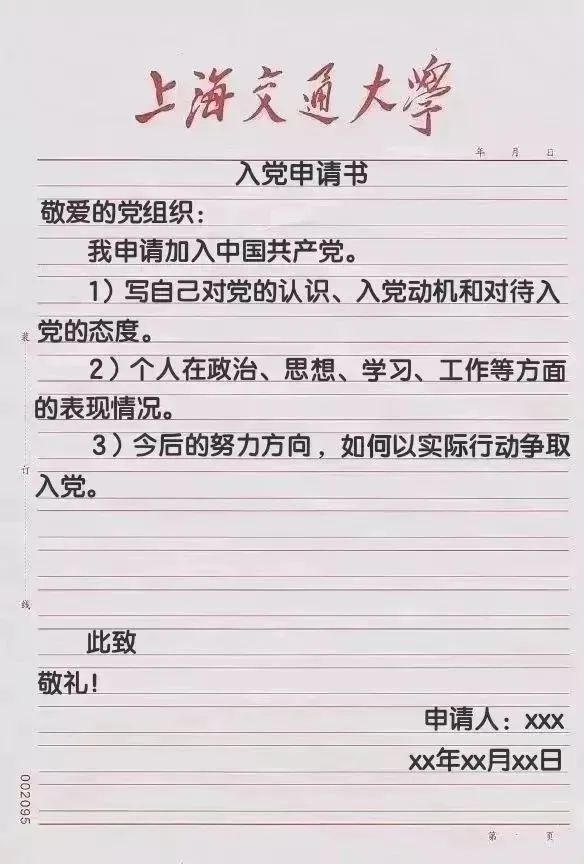 上海交通大學
年 月 日
入党申请书
敬爱的党组织：
我申请加入中国共产党。
1）写自己对党的认识、入党动机和对待入
党的态度。
2）个人在政治、思想、学习、工作等方面
的表现情况。
3）今后的努力方向，如何以实际行动争取
入党。
此致
敬礼！
申请人：xxx
xx年xx月xx日
装
订
线
002095
第 页